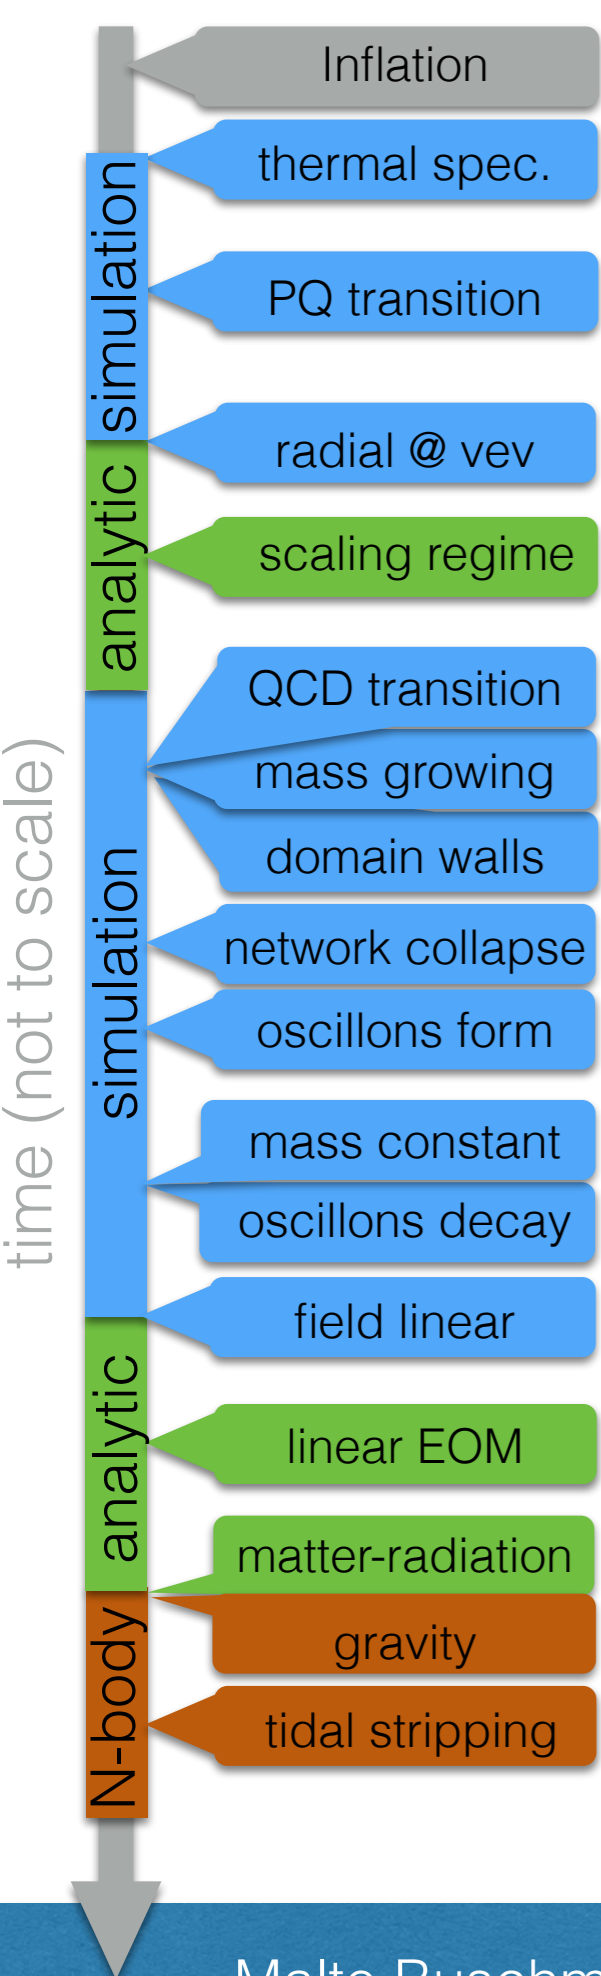 Inflation
thermal spec.
simulation
PQ transition
radial @ vev
analytic
scaling regime
QCD transition
mass growing
domain walls
time (not to scale)
simulation
network collapse
oscillons form
mass constant
oscillons decay
field linear
analytic
linear EOM
matter-radiation
gravity
N-body
tidal stripping
Malte